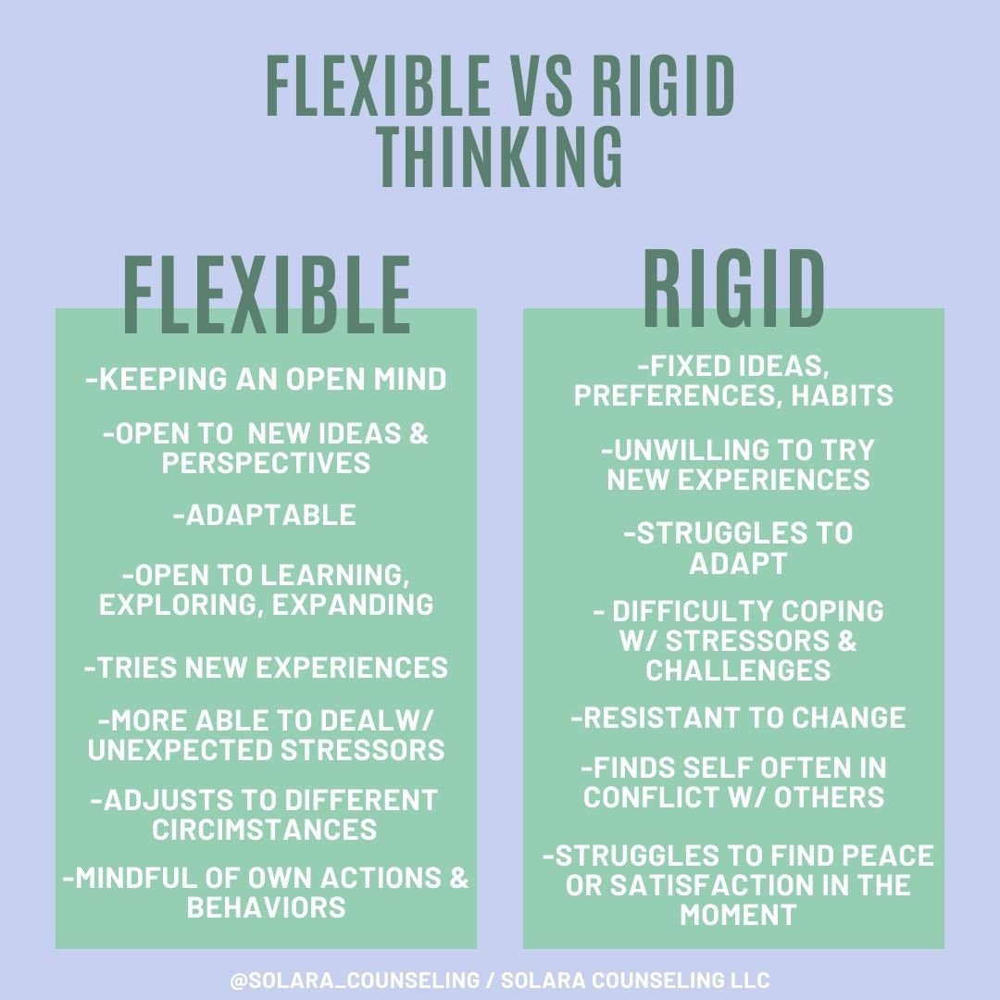 FLEXIBLE VS RIGID
THINKING
FLEXIBLE
-KEEPING AN OPEN MIND
-OPEN TO NEW IDEAS &
PERSPECTIVES
-ADAPTABLE
-OPEN TO LEARNING,
EXPLORING, EXPANDING
-TRIES NEW EXPERIENCES
-MORE ABLE TO DEALW/
UNEXPECTED STRESSORS
-ADJUSTS TO DIFFERENT
CIRCIMSTANCES
-MINDFUL OF OWN ACTIONS &
BEHAVIORS
RIGID
-FIXED IDEAS,
PREFERENCES, HABITS
-UNWILLING TO TRY
NEW EXPERIENCES
-STRUGGLES TO
ADAPT
- DIFFICULTY COPING
W/ STRESSORS &
CHALLENGES
-RESISTANT TO CHANGE
-FINDS SELF OFTEN IN
CONFLICT W/ OTHERS
-STRUGGLES TO FIND PEACE
OR SATISFACTION IN THE
MOMENT
@SOLARA_COUNSELING / SOLARA COUNSELING LLC